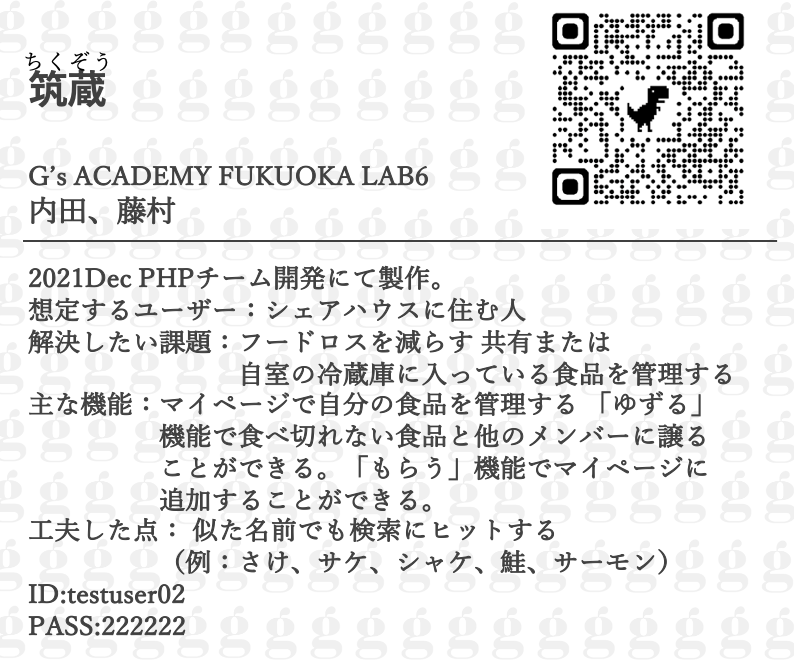 ちくぞう
筑蔵
G’s ACADEMY FUKUOKA LAB6
内田、藤村
2021Dec PHPチーム開発にて製作。
想定するユーザー：シェアハウスに住む人
解決したい課題：フードロスを減らす 共有または
自室の冷蔵庫に入っている食品を管理する
主な機能：マイページで自分の食品を管理する 「ゆずる」
機能で食べ切れない食品と他のメンバーに譲る
ことができる。「もらう」機能でマイページに
追加することができる。
工夫した点： 似た名前でも検索にヒットする
（例：さけ、サケ、シャケ、鮭、サーモン）
ID:testuser02
PASS:222222